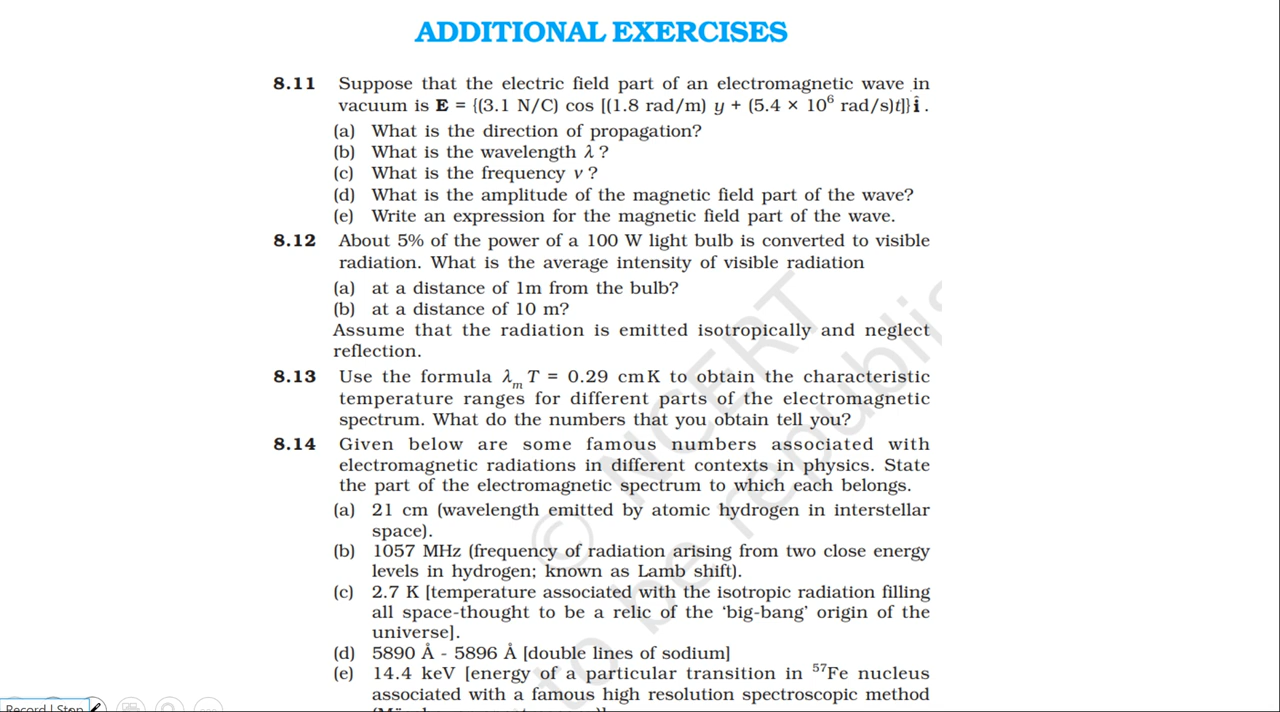 ADDITIONAL EXERCISES
8.11 Suppose that the electric field part of an electromagnetic wave in
vacuum is E = {(3.1 N/C) cos [(1.8 rad/m) y + (5.4 × 10⁶ rad/s)t]} î .
(a) What is the direction of propagation?
(b) What is the wavelength λ ?
(c) What is the frequency ν ?
(d) What is the amplitude of the magnetic field part of the wave?
(e) Write an expression for the magnetic field part of the wave.
8.12 About 5% of the power of a 100 W light bulb is converted to visible
radiation. What is the average intensity of visible radiation
(a) at a distance of 1m from the bulb?
(b) at a distance of 10 m?
Assume that the radiation is emitted isotropically and neglect
reflection.
8.13 Use the formula λₘ T = 0.29 cm K to obtain the characteristic
temperature ranges for different parts of the electromagnetic
spectrum. What do the numbers that you obtain tell you?
8.14 Given below are some famous numbers associated with
electromagnetic radiations in different contexts in physics. State
the part of the electromagnetic spectrum to which each belongs.
(a) 21 cm (wavelength emitted by atomic hydrogen in interstellar
space).
(b) 1057 MHz (frequency of radiation arising from two close energy
levels in hydrogen; known as Lamb shift).
(c) 2.7 K [temperature associated with the isotropic radiation filling
all space-thought to be a relic of the ‘big-bang’ origin of the
universe].
(d) 5890 Å - 5896 Å [double lines of sodium]
(e) 14.4 keV [energy of a particular transition in ⁵⁷Fe nucleus
associated with a famous high resolution spectroscopic method
© NCERT
to be republis
Record | Stop